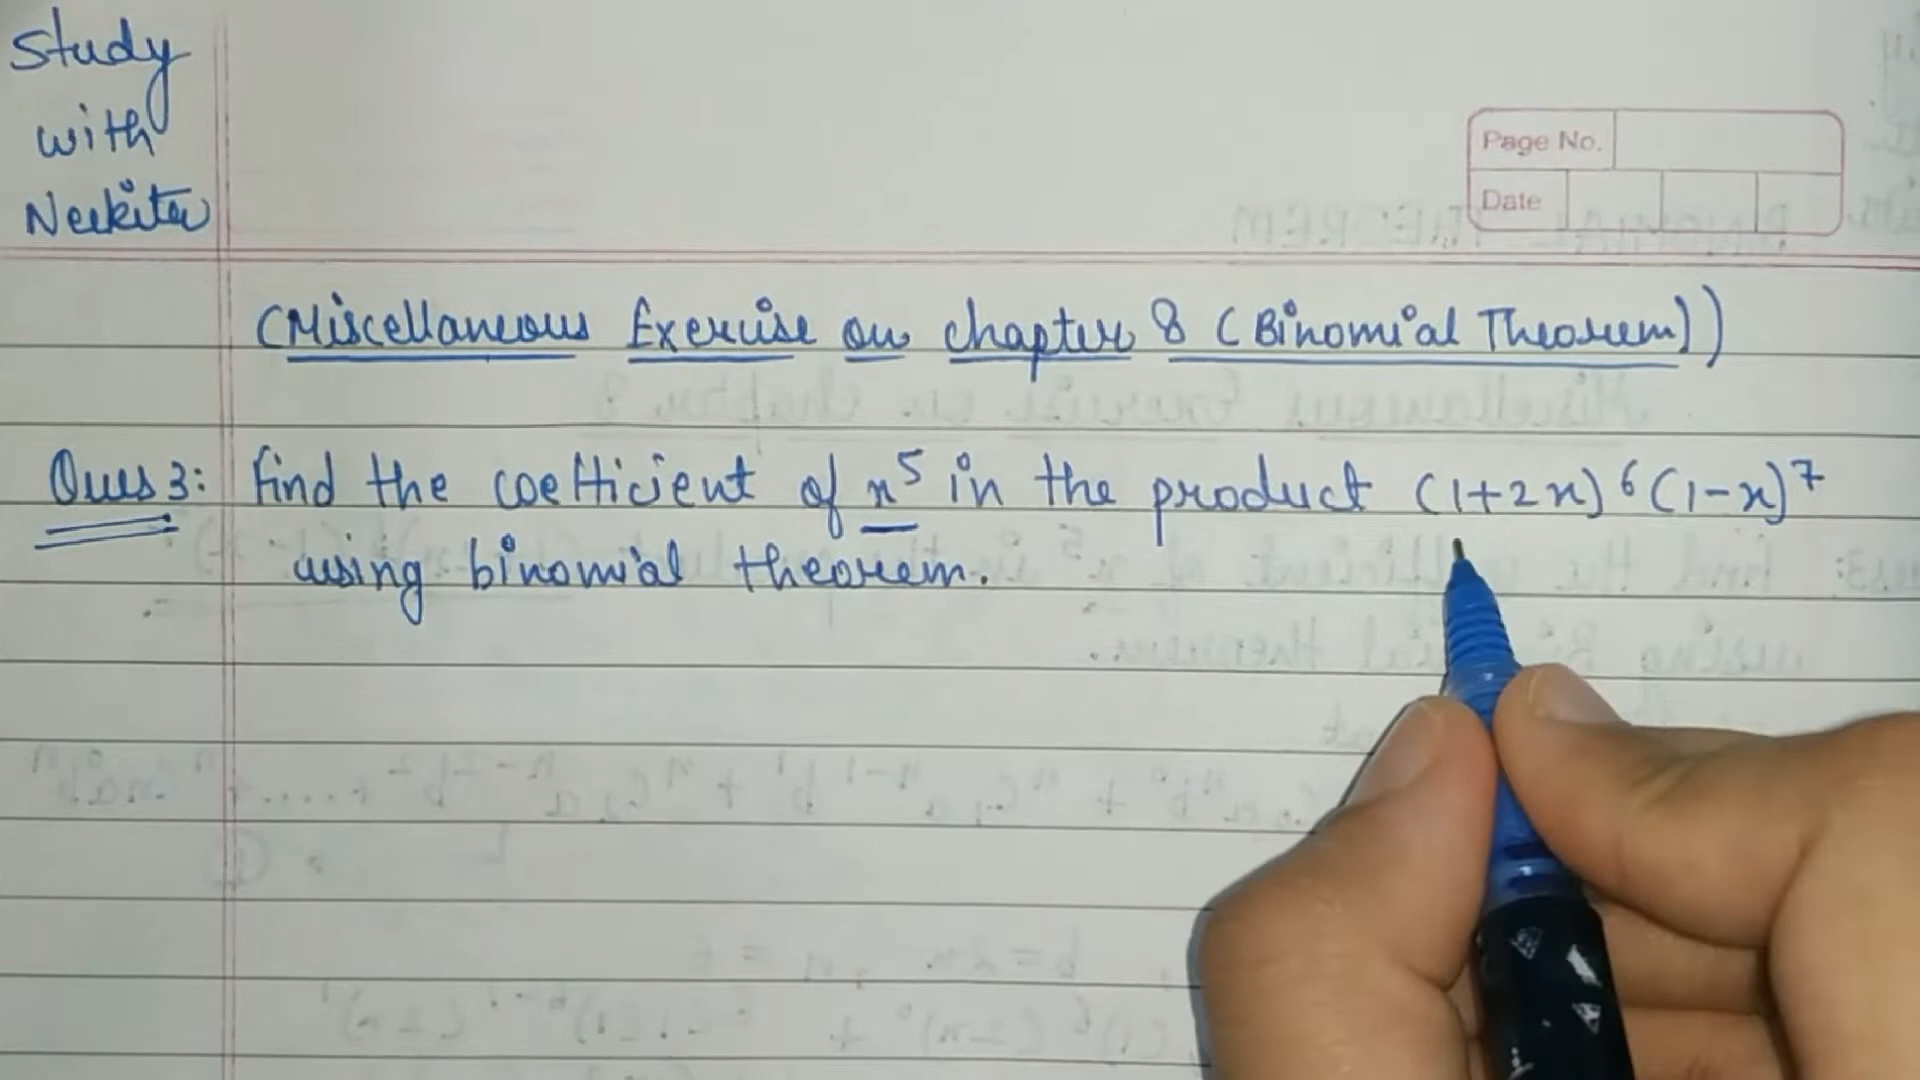 Study
with
Neekita
Page No.
Date
(Miscellaneous Exercise on chapter 8 (Binomial Theorem))
Ques 3: find the coefficient of x⁵ in the product (1+2x)⁶(1-x)⁷
using binomial theorem.